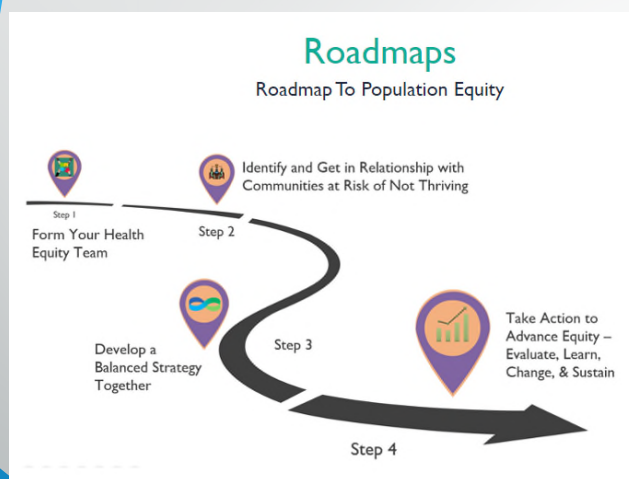 Roadmaps
Roadmap To Population Equity
Step 1
Form Your Health
Equity Team
Identify and Get in Relationship with
Communities at Risk of Not Thriving
Step 2
Develop a
Balanced Strategy
Together
Step 3
Take Action to
Advance Equity –
Evaluate, Learn,
Change, & Sustain
Step 4